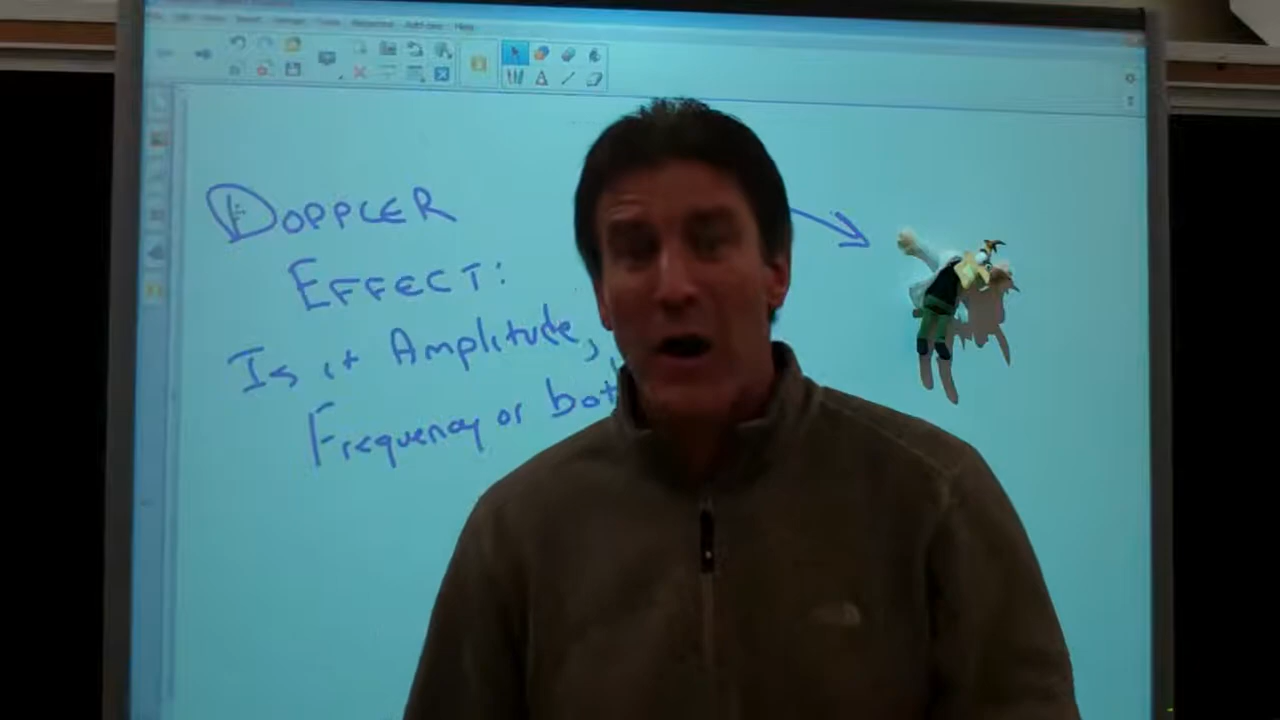 DOPPLER
EFFECT:
Is it Amplitude,
Frequency or bot